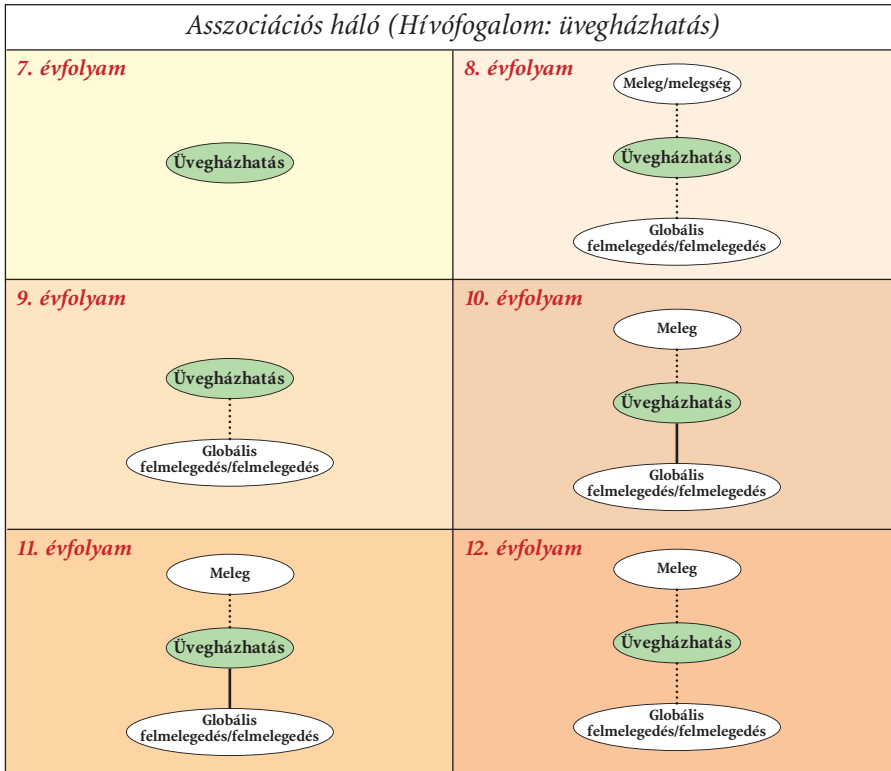 Asszociációs háló (Hívófogalom: üvegházhatás)
7. évfolyam
Üvegházhatás
8. évfolyam
Meleg/melegség
Üvegházhatás
Globális
felmelegedés/felmelegedés
9. évfolyam
Üvegházhatás
Globális
felmelegedés/felmelegedés
10. évfolyam
Meleg
Üvegházhatás
Globális
felmelegedés/felmelegedés
11. évfolyam
Meleg
Üvegházhatás
Globális
felmelegedés/felmelegedés
12. évfolyam
Meleg
Üvegházhatás
Globális
felmelegedés/felmelegedés